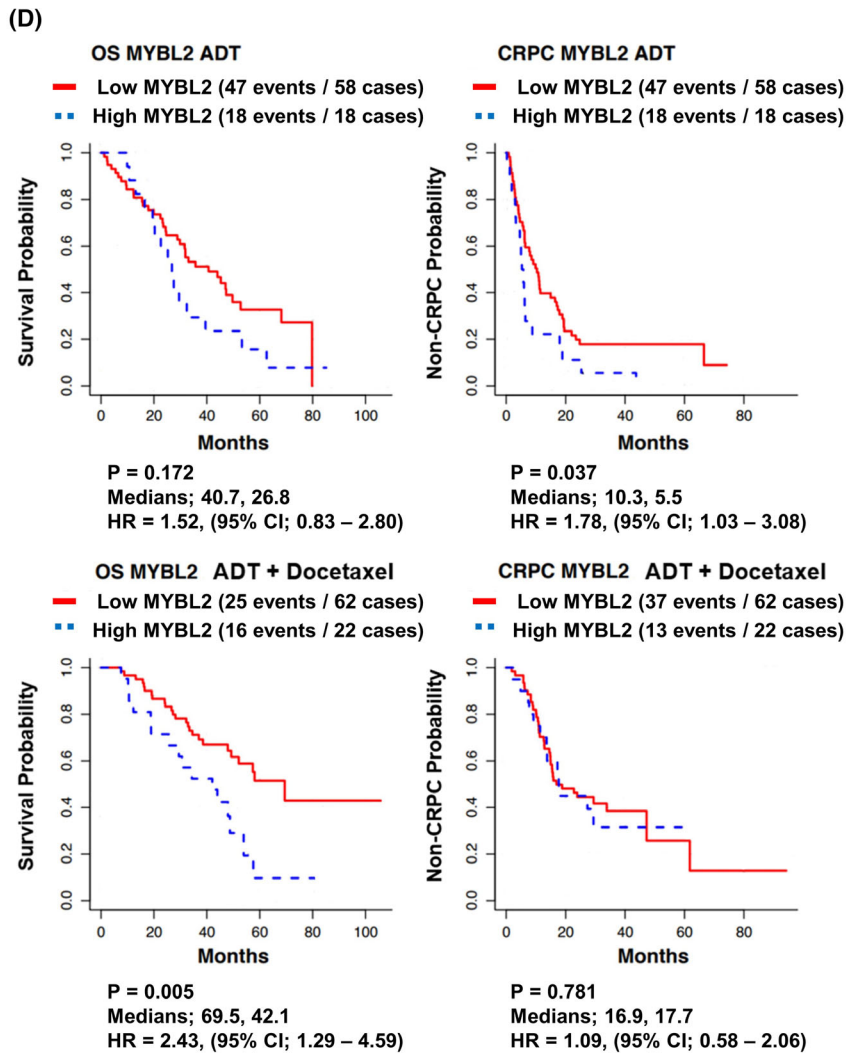 (D)
OS MYBL2 ADT
Low MYBL2 (47 events / 58 cases)
High MYBL2 (18 events / 18 cases)
Survival Probability
1.0
0.8
0.6
0.4
0.2
0.0
0 20 40 60 80 100
Months
P = 0.172
Medians; 40.7, 26.8
HR = 1.52, (95% CI; 0.83 – 2.80)
CRPC MYBL2 ADT
Low MYBL2 (47 events / 58 cases)
High MYBL2 (18 events / 18 cases)
Non-CRPC Probability
1.0
0.8
0.6
0.4
0.2
0.0
0 20 40 60 80
Months
P = 0.037
Medians; 10.3, 5.5
HR = 1.78, (95% CI; 1.03 – 3.08)
OS MYBL2 ADT + Docetaxel
Low MYBL2 (25 events / 62 cases)
High MYBL2 (16 events / 22 cases)
Survival Probability
1.0
0.8
0.6
0.4
0.2
0.0
0 20 40 60 80 100
Months
P = 0.005
Medians; 69.5, 42.1
HR = 2.43, (95% CI; 1.29 – 4.59)
CRPC MYBL2 ADT + Docetaxel
Low MYBL2 (37 events / 62 cases)
High MYBL2 (13 events / 22 cases)
Non-CRPC Probability
1.0
0.8
0.6
0.4
0.2
0.0
0 20 40 60 80
Months
P = 0.781
Medians; 16.9, 17.7
HR = 1.09, (95% CI; 0.58 – 2.06)